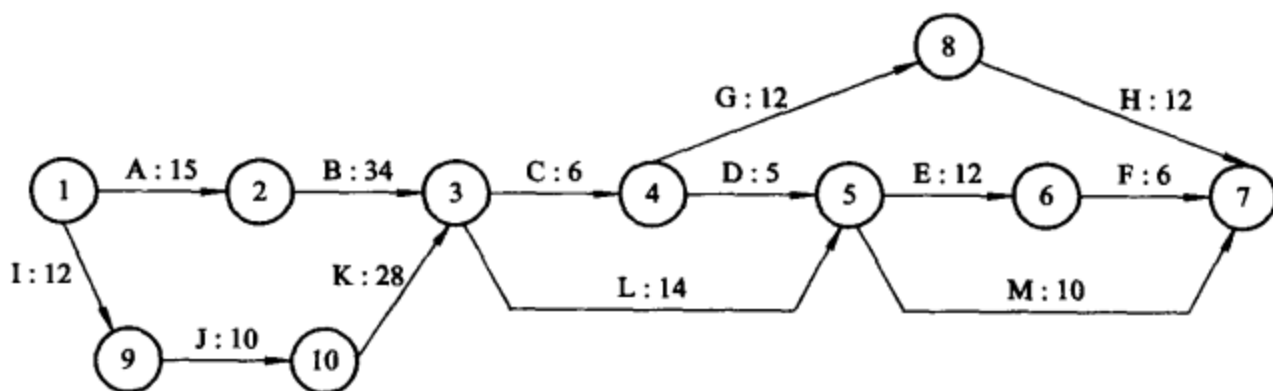 8
G : 12
H : 12
1
A : 15
2
B : 34
3
C : 6
4
D : 5
5
E : 12
6
F : 6
7
I : 12
K : 28
L : 14
M : 10
9
J : 10
10